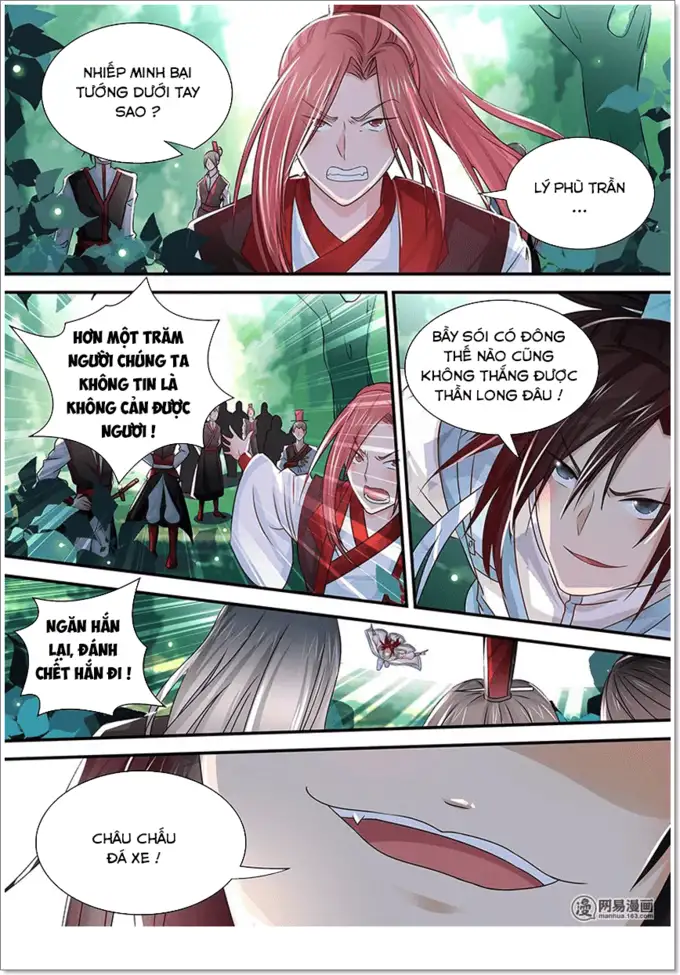 NHIẾP MINH BẠI
TƯỚNG DƯỚI TAY
SAO ?
LÝ PHÙ TRẦN
...
HƠN MỘT TRĂM
NGƯỜI CHÚNG TA
KHÔNG TIN LÀ
KHÔNG CẢN ĐƯỢC
NGƯƠI !
BẦY SÓI CÓ ĐÔNG
THẾ NÀO CŨNG
KHÔNG THẮNG ĐƯỢC
THẦN LONG ĐÂU !
NGĂN HẮN
LẠI, ĐÁNH
CHẾT HẮN ĐI !
CHÂU CHẤU
ĐÁ XE !
漫 网易漫画
manhua.163.com